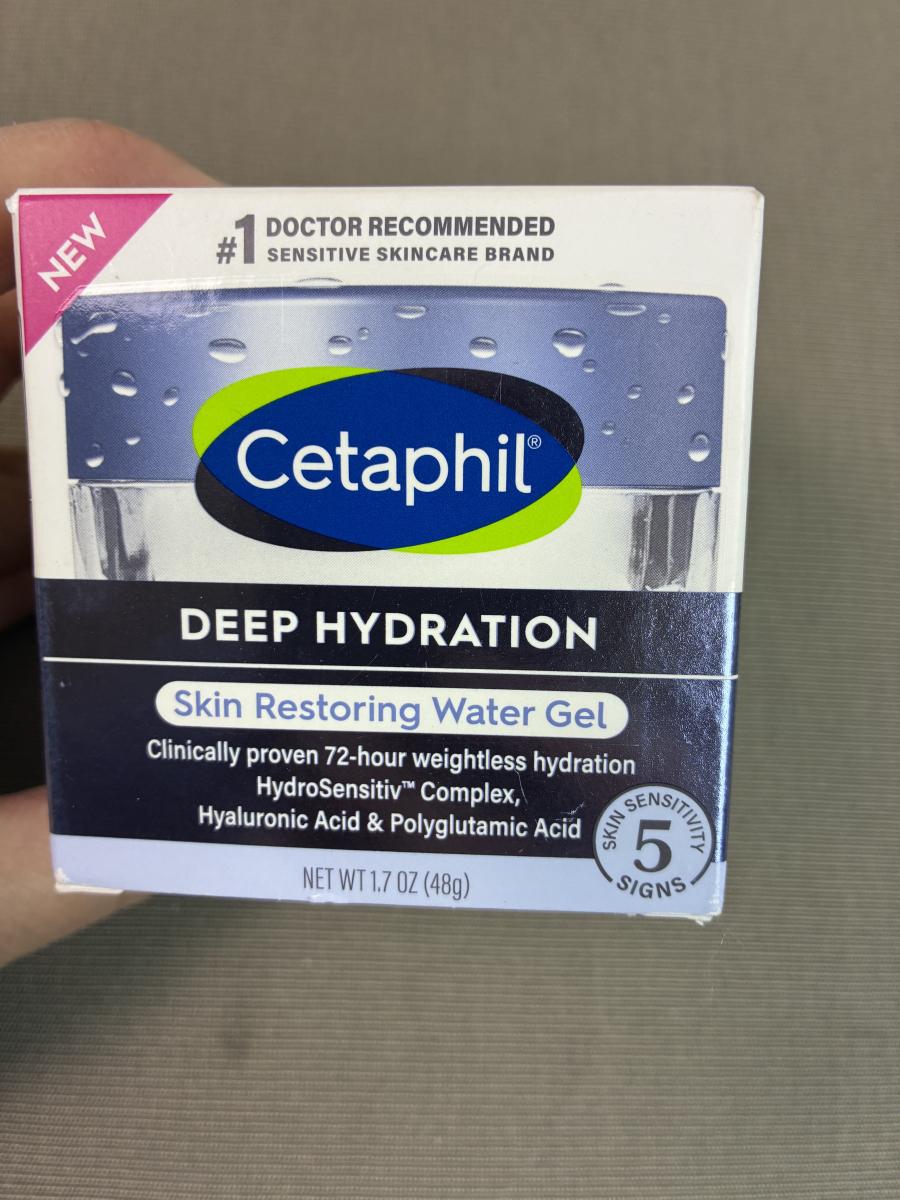 NEW
#1 DOCTOR RECOMMENDED
SENSITIVE SKINCARE BRAND
Cetaphil®
DEEP HYDRATION
Skin Restoring Water Gel
Clinically proven 72-hour weightless hydration
HydroSensitiv™ Complex,
Hyaluronic Acid & Polyglutamic Acid
SKIN SENSITIVITY
5
SIGNS
NET WT 1.7 OZ (48g)